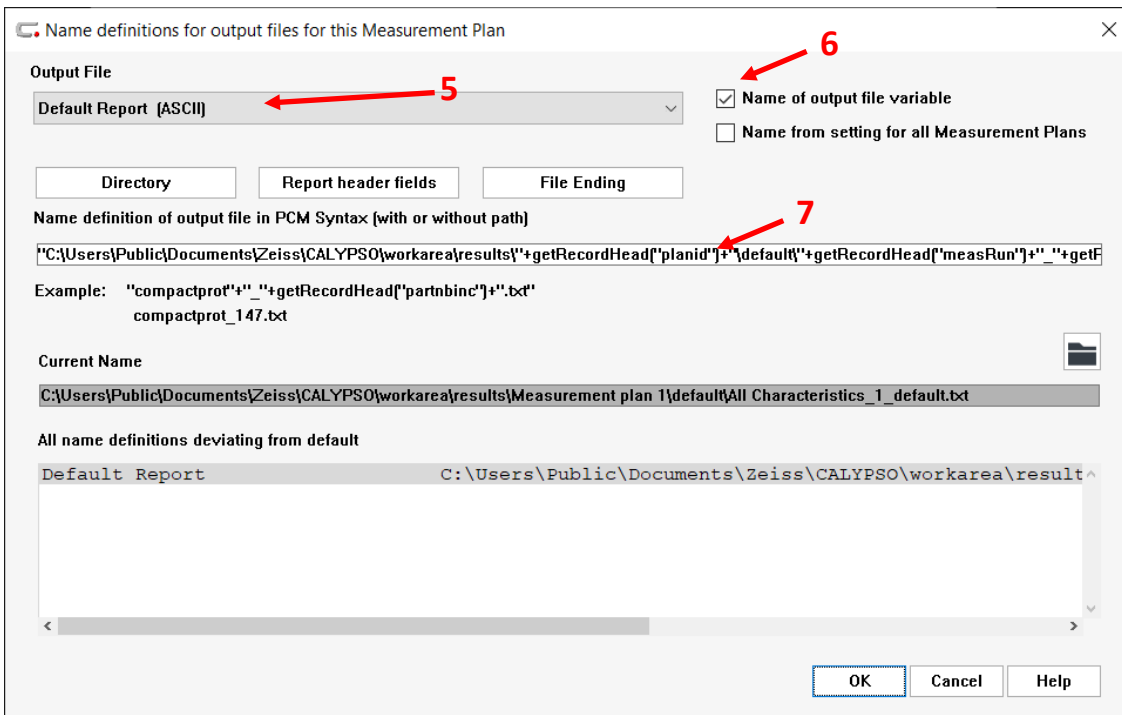 Name definitions for output files for this Measurement Plan
6
Output File
5
Default Report (ASCII)
Name of output file variable
Name from setting for all Measurement Plans
Directory
Report header fields
File Ending
Name definition of output file in PCM Syntax (with or without path)
7
"C:\Users\Public\Documents\Zeiss\CALYPSO\workarea\results\"+getRecordHead("planid")+"\default\"+getRecordHead("measRun")+"_"+getF
Example: "compactprot"+"_"+getRecordHead("partnbinc")+".txt"
compactprot_147.txt
Current Name
C:\Users\Public\Documents\Zeiss\CALYPSO\workarea\results\Measurement plan 1\default\All Characteristics_1_default.txt
All name definitions deviating from default
Default Report C:\Users\Public\Documents\Zeiss\CALYPSO\workarea\result
OK
Cancel
Help